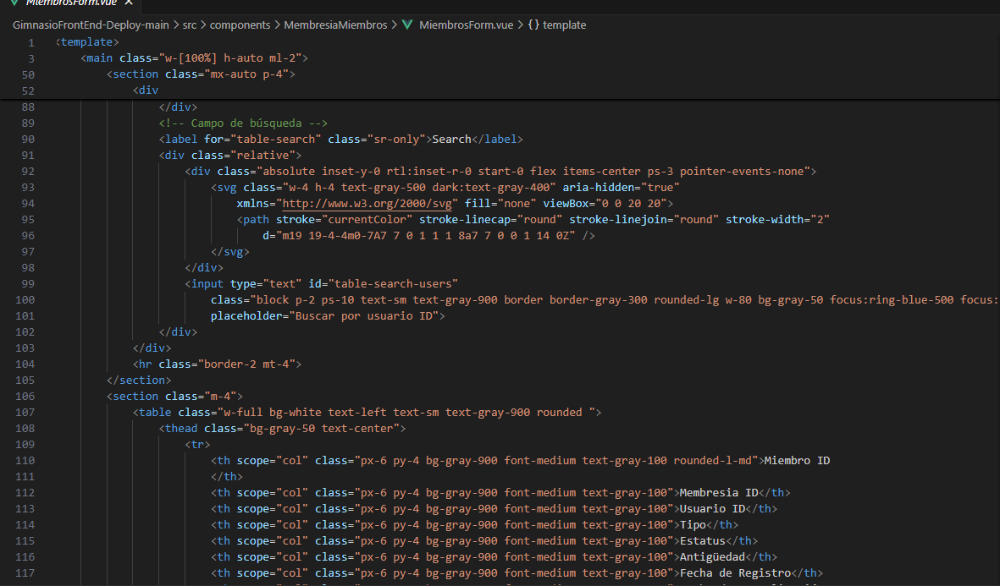 MiembrosForm.vue ×
GimnasioFrontEnd-Deploy-main > src > components > MembresiaMiembros > MiembrosForm.vue > {} template
1 <template>
3 <main class="w-[100%] h-auto ml-2">
50 <section class="mx-auto p-4">
52 <div
88 </div>
89 <!-- Campo de búsqueda -->
90 <label for="table-search" class="sr-only">Search</label>
91 <div class="relative">
92 <div class="absolute inset-y-0 rtl:inset-r-0 start-0 flex items-center ps-3 pointer-events-none">
93 <svg class="w-4 h-4 text-gray-500 dark:text-gray-400" aria-hidden="true"
94 xmlns="http://www.w3.org/2000/svg" fill="none" viewBox="0 0 20 20">
95 <path stroke="currentColor" stroke-linecap="round" stroke-linejoin="round" stroke-width="2"
96 d="m19 19-4-4m0-7A7 7 0 1 1 1 8a7 7 0 0 1 14 0Z" />
97 </svg>
98 </div>
99 <input type="text" id="table-search-users"
100 class="block p-2 ps-10 text-sm text-gray-900 border border-gray-300 rounded-lg w-80 bg-gray-50 focus:ring-blue-500 focus:
101 placeholder="Buscar por usuario ID">
102 </div>
103 </div>
104 <hr class="border-2 mt-4">
105 </section>
106 <section class="m-4">
107 <table class="w-full bg-white text-left text-sm text-gray-900 rounded ">
108 <thead class="bg-gray-50 text-center">
109 <tr>
110 <th scope="col" class="px-6 py-4 bg-gray-900 font-medium text-gray-100 rounded-l-md">Miembro ID
111 </th>
112 <th scope="col" class="px-6 py-4 bg-gray-900 font-medium text-gray-100">Membresia ID</th>
113 <th scope="col" class="px-6 py-4 bg-gray-900 font-medium text-gray-100">Usuario ID</th>
114 <th scope="col" class="px-6 py-4 bg-gray-900 font-medium text-gray-100">Tipo</th>
115 <th scope="col" class="px-6 py-4 bg-gray-900 font-medium text-gray-100">Estatus</th>
116 <th scope="col" class="px-6 py-4 bg-gray-900 font-medium text-gray-100">Antigüedad</th>
117 <th scope="col" class="px-6 py-4 bg-gray-900 font-medium text-gray-100">Fecha de Registro</th>